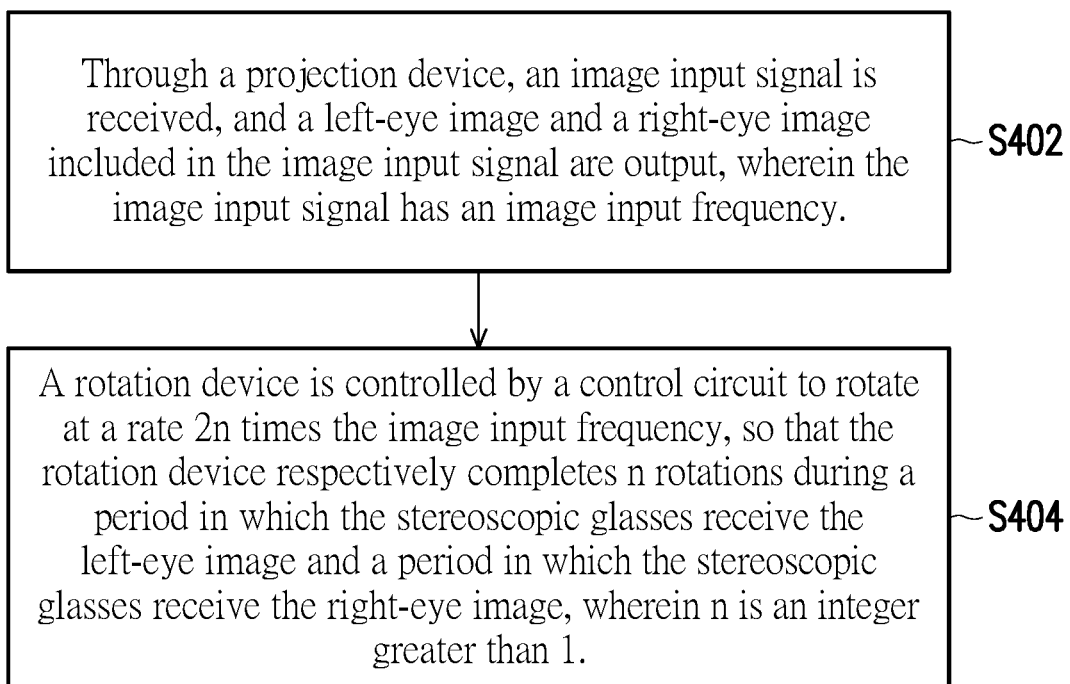 Through a projection device, an image input signal is
received, and a left-eye image and a right-eye image
included in the image input signal are output, wherein the
image input signal has an image input frequency.
S402
A rotation device is controlled by a control circuit to rotate
at a rate 2n times the image input frequency, so that the
rotation device respectively completes n rotations during a
period in which the stereoscopic glasses receive the
left-eye image and a period in which the stereoscopic
glasses receive the right-eye image, wherein n is an integer
greater than 1.
S404